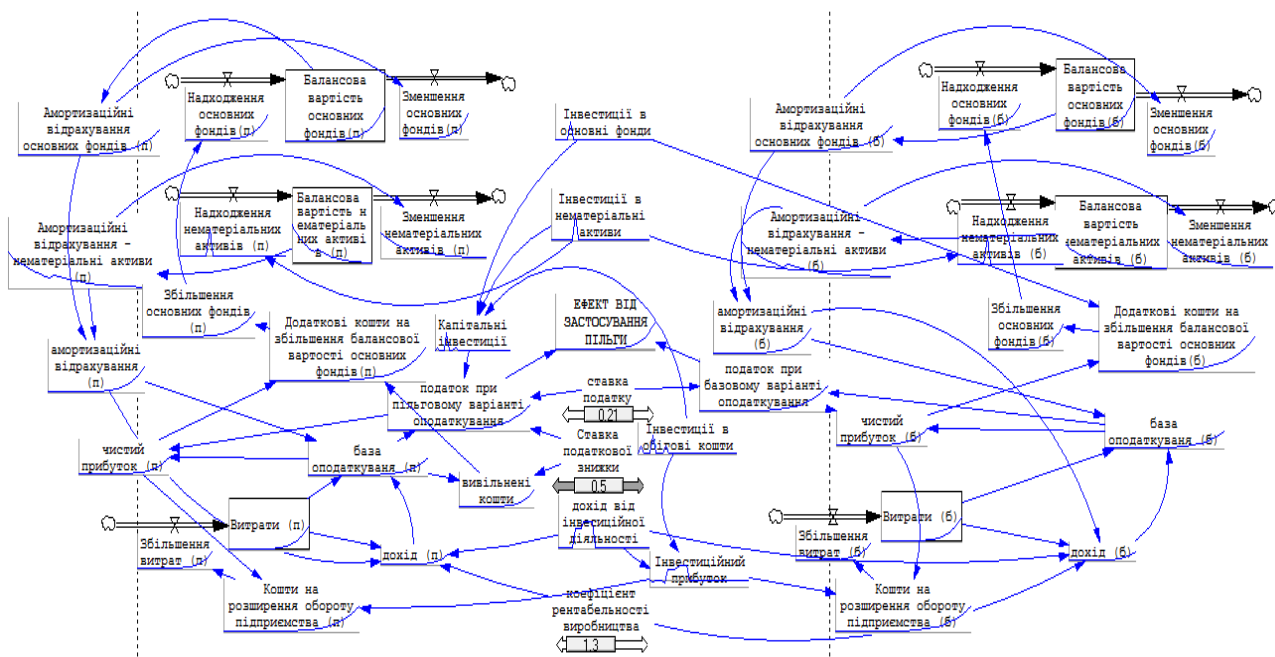 Балансова
вартість
основних
фондів(п)
Надходження
основних
фондів(п)
Зменшення
основних
фондів(п)
Амортизаційні
відрахування
основних фондів (п)
Інвестиції в
основні фонди
Амортизаційні
відрахування
основних фондів (б)
Надходження
основних
фондів(б)
Балансова
вартість
основних
фондів(б)
Зменшення
основних
фондів(б)
Амортизаційні
відрахування –
нематеріальні активи
(п)
Надходження
нематеріальних
активів (п)
Балансова
вартість н
ематеріаль
них активі
в (п)
Зменшення
нематеріальних
активів (п)
Інвестиції в
нематеріальні
активи
Амортизаційні
відрахування –
нематеріальні активи
(б)
Надходження
нематеріальних
активів (б)
Балансова
вартість
нематеріальних
активів (б)
Зменшення
нематеріальних
активів (б)
Збільшення
основних фондів (п)
Додаткові кошти на
збільшення балансової
вартості основних
фондів(п)
Капітальні
інвестиції
ЕФЕКТ ВІД
ЗАСТОСУВАННЯ
ПІЛЬГИ
амортизаційні
відрахування
(б)
Збільшення
основних
фондів (б)
Додаткові кошти на
збільшення балансової
вартості основних
фондів(б)
амортизаційні
відрахування
(п)
податок при
пільговому варіанті
оподаткування
ставка
податку
0.21
податок при
базовому варіанті
оподаткування
чистий
прибуток (п)
база
оподаткуваня (п)
вивільнені
кошти
Ставка
податкової
знижки
0.5
Інвестиції в
обігові кошти
чистий
прибуток (б)
база
оподаткуваня (б)
Витрати (п)
Збільшення
витрат (п)
дохід (п)
дохід від
інвесиційної
діяльності
Інвестиційний
прибуток
Витрати (б)
Збільшення
витрат (б)
дохід (б)
Кошти на
розширення обороту
підприємства (п)
коефіцієнт
рентабельності
виробництва
1.3
Кошти на
розширення обороту
підприємства (б)